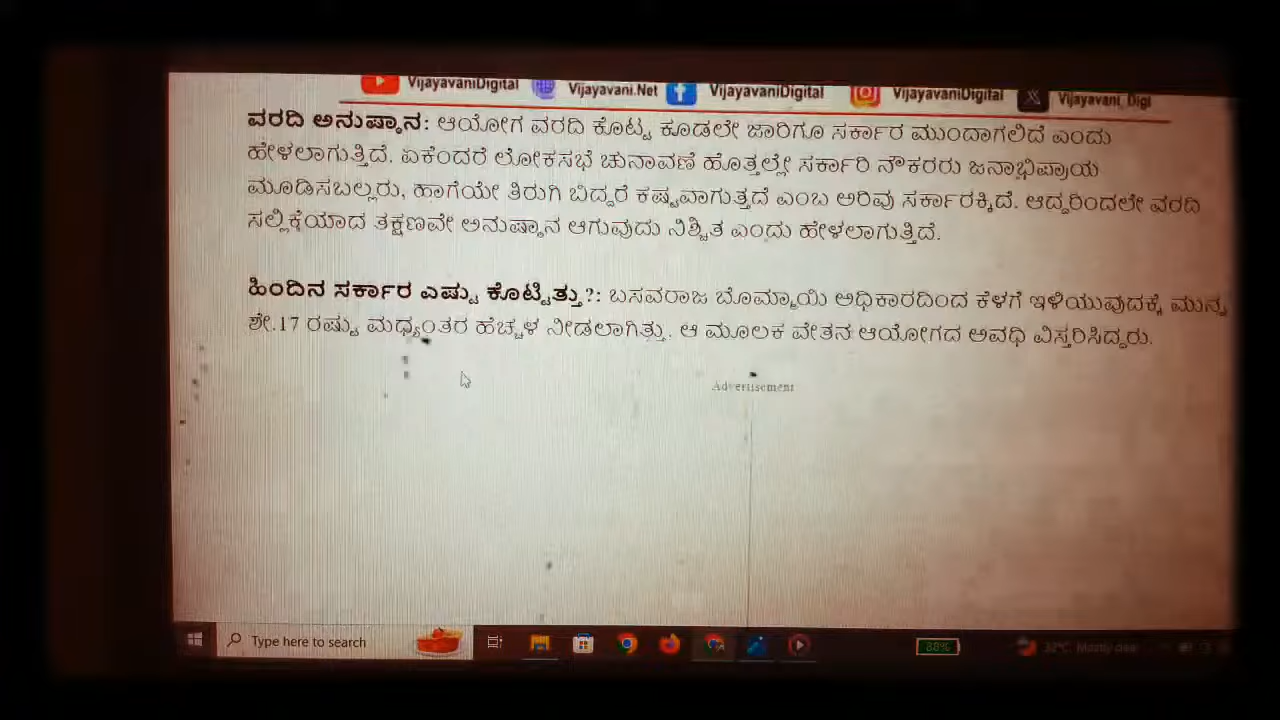 VijayavaniDigital Vijayavani.Net VijayavaniDigital VijayavaniDigital Vijayavani_Digi
ವರದಿ ಅನುಷ್ಠಾನ: ಆಯೋಗ ವರದಿ ಕೊಟ್ಟ ಕೂಡಲೇ ಜಾರಿಗೂ ಸರ್ಕಾರ ಮುಂದಾಗಲಿದೆ ಎಂದು
ಹೇಳಲಾಗುತ್ತಿದೆ. ಏಕೆಂದರೆ ಲೋಕಸಭೆ ಚುನಾವಣೆ ಹೊತ್ತಲ್ಲೇ ಸರ್ಕಾರಿ ನೌಕರರು ಜನಾಭಿಪ್ರಾಯ
ಮೂಡಿಸಬಲ್ಲರು, ಹಾಗೆಯೇ ತಿರುಗಿ ಬಿದ್ದರೆ ಕಷ್ಟವಾಗುತ್ತದೆ ಎಂಬ ಅರಿವು ಸರ್ಕಾರಕ್ಕಿದೆ. ಆದ್ದರಿಂದಲೇ ವರದಿ
ಸಲ್ಲಿಕೆಯಾದ ತಕ್ಷಣವೇ ಅನುಷ್ಠಾನ ಆಗುವುದು ನಿಶ್ಚಿತ ಎಂದು ಹೇಳಲಾಗುತ್ತಿದೆ.
ಹಿಂದಿನ ಸರ್ಕಾರ ಎಷ್ಟು ಕೊಟ್ಟಿತ್ತು?: ಬಸವರಾಜ ಬೊಮ್ಮಾಯಿ ಅಧಿಕಾರದಿಂದ ಕೆಳಗೆ ಇಳಿಯುವುದಕ್ಕೆ ಮುನ್ನ
ಶೇ.17 ರಷ್ಟು ಮಧ್ಯಂತರ ಹೆಚ್ಚಳ ನೀಡಲಾಗಿತ್ತು. ಆ ಮೂಲಕ ವೇತನ ಆಯೋಗದ ಅವಧಿ ವಿಸ್ತರಿಸಿದ್ದರು.
Advertisement
Type here to search 88% 32°C Mostly